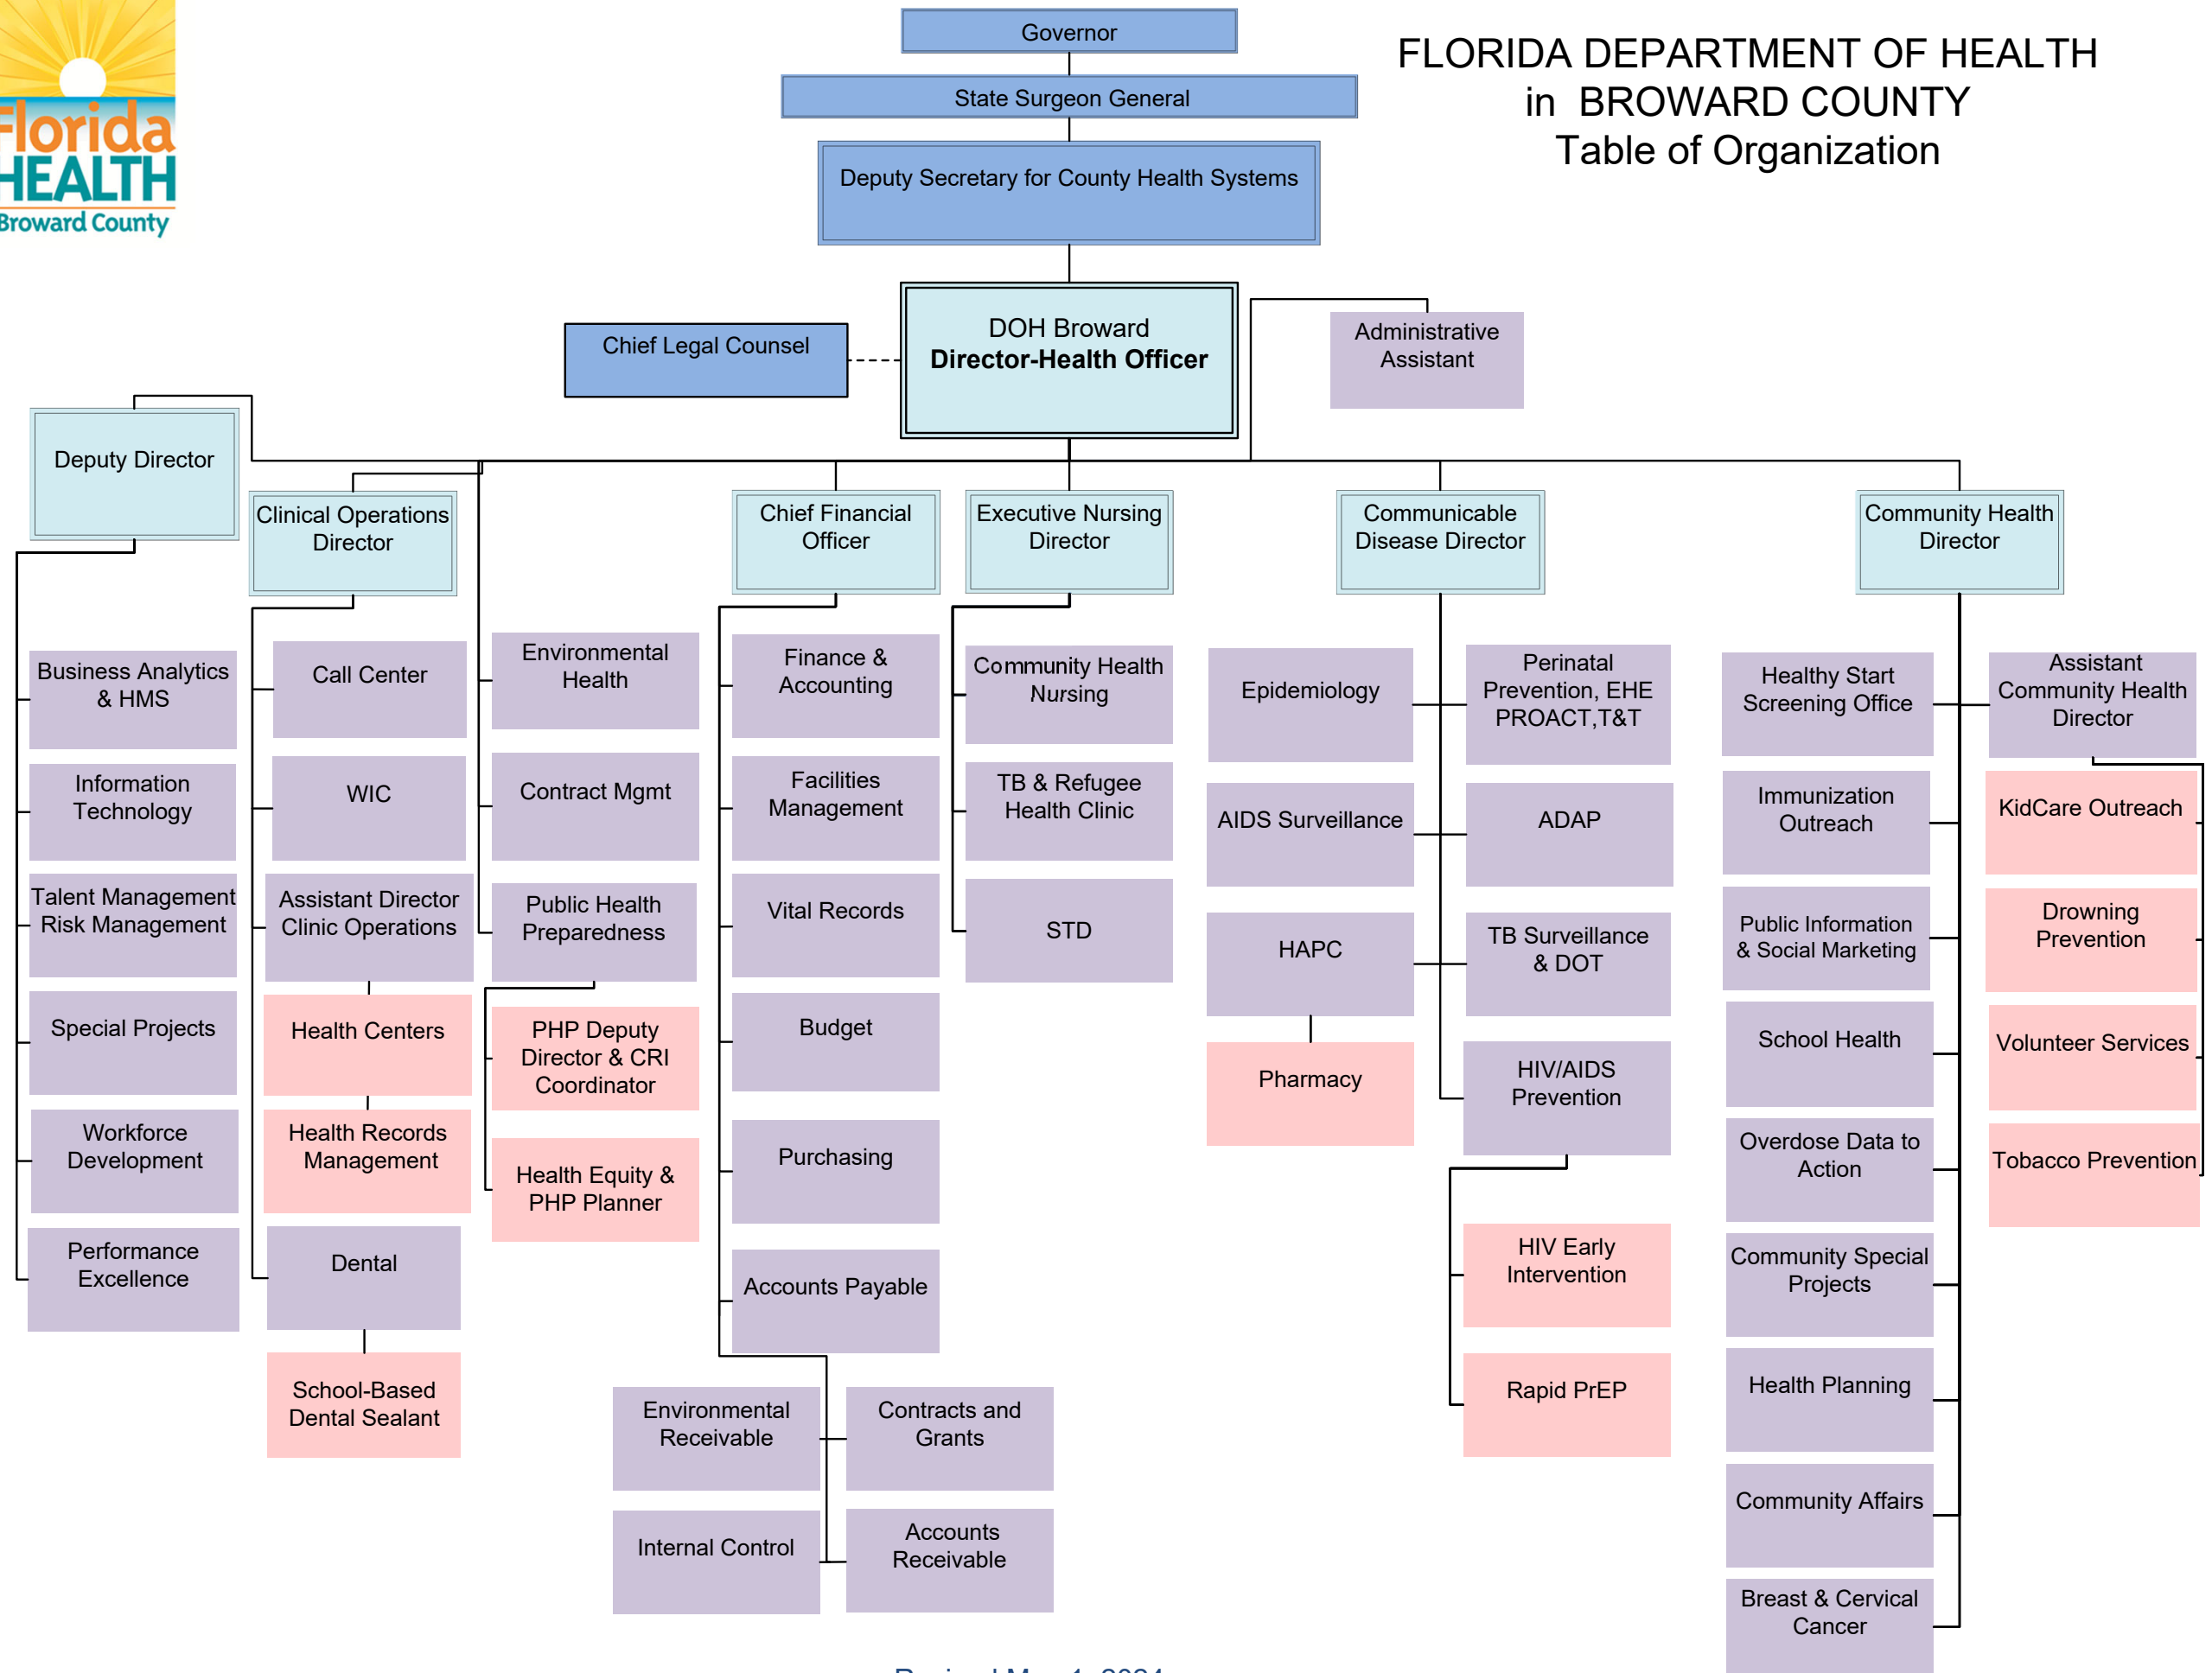 Florida
HEALTH
Broward County
FLORIDA DEPARTMENT OF HEALTH
in BROWARD COUNTY
Table of Organization
Governor
State Surgeon General
Deputy Secretary for County Health Systems
Chief Legal Counsel
DOH Broward
Director-Health Officer
Administrative
Assistant
Deputy Director
Clinical Operations
Director
Chief Financial
Officer
Executive Nursing
Director
Communicable
Disease Director
Community Health
Director
Business Analytics
& HMS
Information
Technology
Talent Management
Risk Management
Special Projects
Workforce
Development
Performance
Excellence
Call Center
WIC
Assistant Director
Clinic Operations
Health Centers
Health Records
Management
Dental
School-Based
Dental Sealant
Environmental
Health
Contract Mgmt
Public Health
Preparedness
PHP Deputy
Director & CRI
Coordinator
Health Equity &
PHP Planner
Finance &
Accounting
Facilities
Management
Vital Records
Budget
Purchasing
Accounts Payable
Environmental
Receivable
Contracts and
Grants
Internal Control
Accounts
Receivable
Community Health
Nursing
TB & Refugee
Health Clinic
STD
Epidemiology
Perinatal
Prevention, EHE
PROACT,T&T
AIDS Surveillance
ADAP
HAPC
TB Surveillance
& DOT
Pharmacy
HIV/AIDS
Prevention
HIV Early
Intervention
Rapid PrEP
Healthy Start
Screening Office
Immunization
Outreach
Public Information
& Social Marketing
School Health
Overdose Data to
Action
Community Special
Projects
Health Planning
Community Affairs
Breast & Cervical
Cancer
Assistant
Community Health
Director
KidCare Outreach
Drowning
Prevention
Volunteer Services
Tobacco Prevention